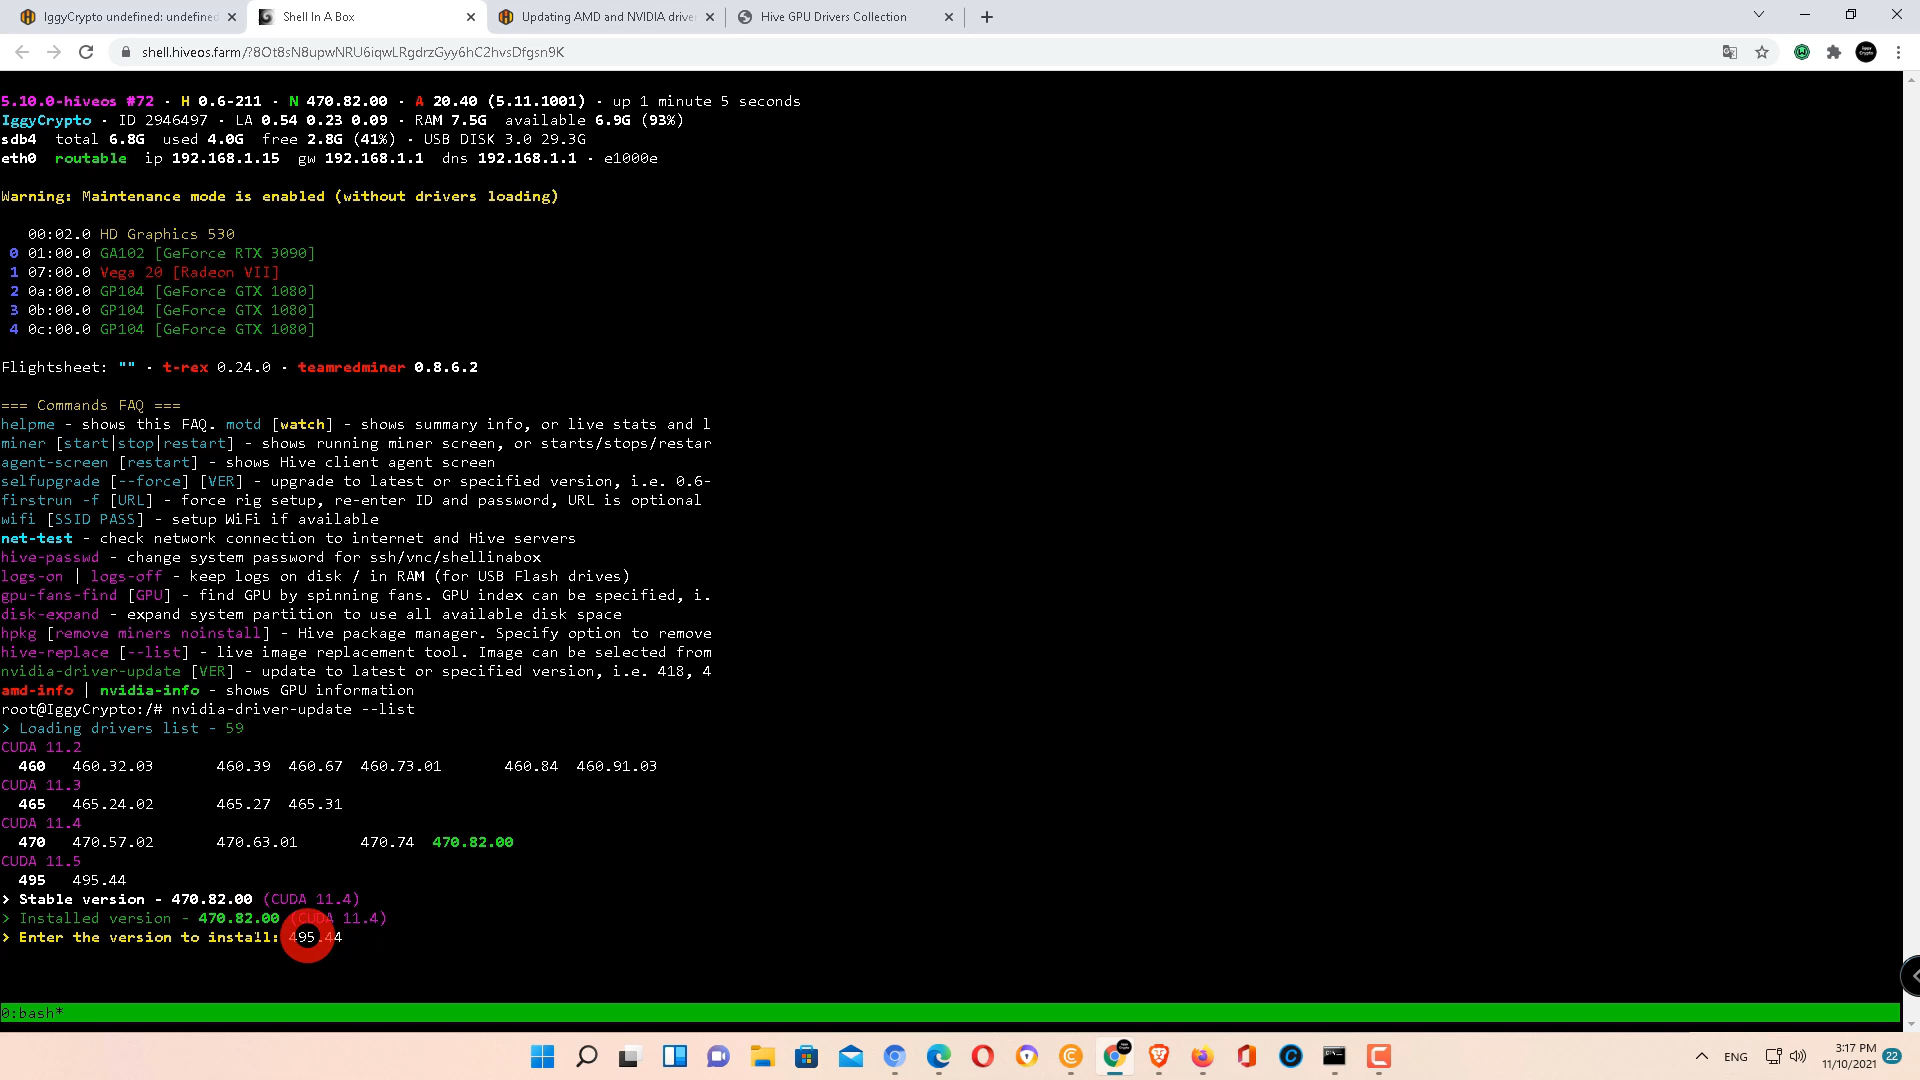 IggyCrypto undefined: undefined
Shell In A Box
Updating AMD and NVIDIA drive
Hive GPU Drivers Collection
shell.hiveos.farm/?8Ot8sN8upwNRU6iqwLRgdrzGyy6hC2hvsDfgsn9K
5.10.0-hiveos #72 · H 0.6-211 · N 470.82.00 · A 20.40 (5.11.1001) · up 1 minute 5 seconds
IggyCrypto · ID 2946497 · LA 0.54 0.23 0.09 · RAM 7.5G available 6.9G (93%)
sdb4 total 6.8G used 4.0G free 2.8G (41%) · USB DISK 3.0 29.3G
eth0 routable ip 192.168.1.15 gw 192.168.1.1 dns 192.168.1.1 · e1000e
Warning: Maintenance mode is enabled (without drivers loading)
00:02.0 HD Graphics 530
0 01:00.0 GA102 [GeForce RTX 3090]
1 07:00.0 Vega 20 [Radeon VII]
2 0a:00.0 GP104 [GeForce GTX 1080]
3 0b:00.0 GP104 [GeForce GTX 1080]
4 0c:00.0 GP104 [GeForce GTX 1080]
Flightsheet: "" · t-rex 0.24.0 · teamredminer 0.8.6.2
=== Commands FAQ ===
helpme - shows this FAQ. motd [watch] - shows summary info, or live stats and l
miner [start|stop|restart] - shows running miner screen, or starts/stops/restar
agent-screen [restart] - shows Hive client agent screen
selfupgrade [--force] [VER] - upgrade to latest or specified version, i.e. 0.6-
firstrun -f [URL] - force rig setup, re-enter ID and password, URL is optional
wifi [SSID PASS] - setup WiFi if available
net-test - check network connection to internet and Hive servers
hive-passwd - change system password for ssh/vnc/shellinabox
logs-on | logs-off - keep logs on disk / in RAM (for USB Flash drives)
gpu-fans-find [GPU] - find GPU by spinning fans. GPU index can be specified, i.
disk-expand - expand system partition to use all available disk space
hpkg [remove miners noinstall] - Hive package manager. Specify option to remove
hive-replace [--list] - live image replacement tool. Image can be selected from
nvidia-driver-update [VER] - update to latest or specified version, i.e. 418, 4
amd-info | nvidia-info - shows GPU information
root@IggyCrypto:/# nvidia-driver-update --list
> Loading drivers list - 59
CUDA 11.2
460 460.32.03 460.39 460.67 460.73.01 460.84 460.91.03
CUDA 11.3
465 465.24.02 465.27 465.31
CUDA 11.4
470 470.57.02 470.63.01 470.74 470.82.00
CUDA 11.5
495 495.44
> Stable version - 470.82.00 (CUDA 11.4)
> Installed version - 470.82.00 (CUDA 11.4)
> Enter the version to install: 495.44
0:bash*
ENG
3:17 PM
11/10/2021
22